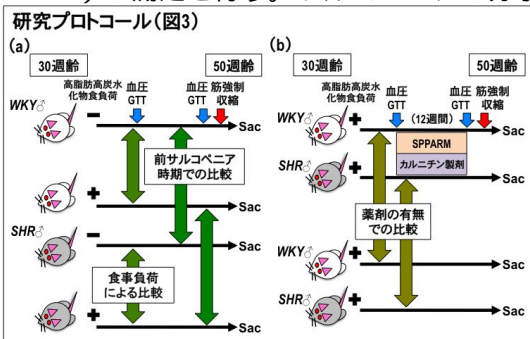 研究プロトコール(図3)
(a)
30週齢
50週齢
高脂肪高炭水
化物食負荷
血圧
GTT
血圧
GTT
筋強制
収縮
WKY♂
−
Sac
前サルコペニア
時期での比較
+
Sac
SHR♂
−
Sac
食事負荷
による比較
+
Sac
(b)
30週齢
50週齢
高脂肪高炭水
化物食負荷
血圧
GTT
(12週間)
血圧
GTT
筋強制
収縮
WKY♂
+
Sac
SPPARM
カルニチン製剤
SHR♂
+
Sac
薬剤の有無
での比較
WKY♂
+
Sac
SHR♂
+
Sac